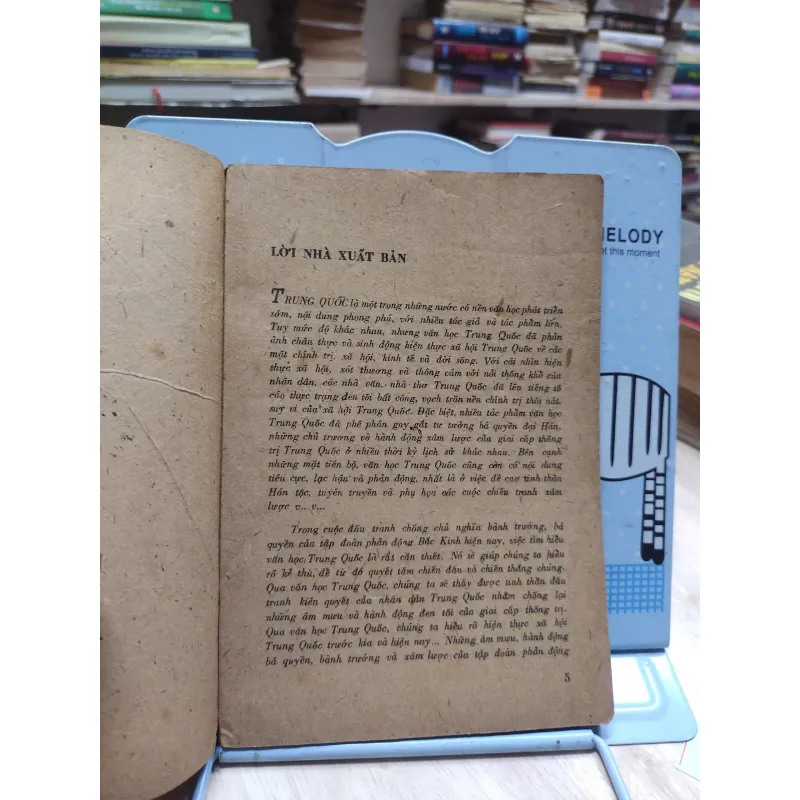 LỜI NHÀ XUẤT BẢN
TRUNG QUỐC là một trong những nước có nền văn học phát triển
sớm, nội dung phong phú, với nhiều tác giả và tác phẩm lớn.
Tuy mức độ khác nhau, nhưng văn học Trung Quốc đã phản
ánh chân thực và sinh động hiện thực xã hội Trung Quốc về các
mặt chính trị, xã hội, kinh tế và đời sống. Với cái nhìn hiện
thực xã hội, xót thương và thông cảm với nỗi thống khổ của
nhân dân, các nhà văn, nhà thơ Trung Quốc đã lên tiếng tố
cáo thực trạng đen tối bất công, vạch trần nền chính trị thối nát,
suy vi của xã hội Trung Quốc. Đặc biệt, nhiều tác phẩm văn học
Trung Quốc đã phê phán gay gắt tư tưởng bá quyền đại Hán,
những chủ trương và hành động xâm lược của giai cấp thống
trị Trung Quốc ở nhiều thời kỳ lịch sử khác nhau. Bên cạnh
những mặt tiến bộ, văn học Trung Quốc cũng còn có nội dung
tiêu cực, lạc hậu và phản động, nhất là ở việc đề cao tinh thần
Hán tộc, tuyên truyền và phụ họa các cuộc chiến tranh xâm
lược v.. v...
Trong cuộc đấu tranh chống chủ nghĩa bành trướng, bá
quyền của tập đoàn phản động Bắc Kinh hiện nay, việc tìm hiểu
văn học Trung Quốc là rất cần thiết. Nó sẽ giúp chúng ta hiểu
rõ kẻ thù, để từ đó quyết tâm chiến đấu và chiến thắng chúng.
Qua văn học Trung Quốc, chúng ta sẽ thấy được tinh thần đấu
tranh kiên quyết của nhân dân Trung Quốc nhằm chống lại
những âm mưu và hành động đen tối của giai cấp thống trị.
Qua văn học Trung Quốc, chúng ta hiểu rõ hiện thực xã hội
Trung Quốc trước kia và hiện nay... Những âm mưu, hành động
bá quyền, bành trướng và xâm lược của tập đoàn phản động
5
MELODY
this moment